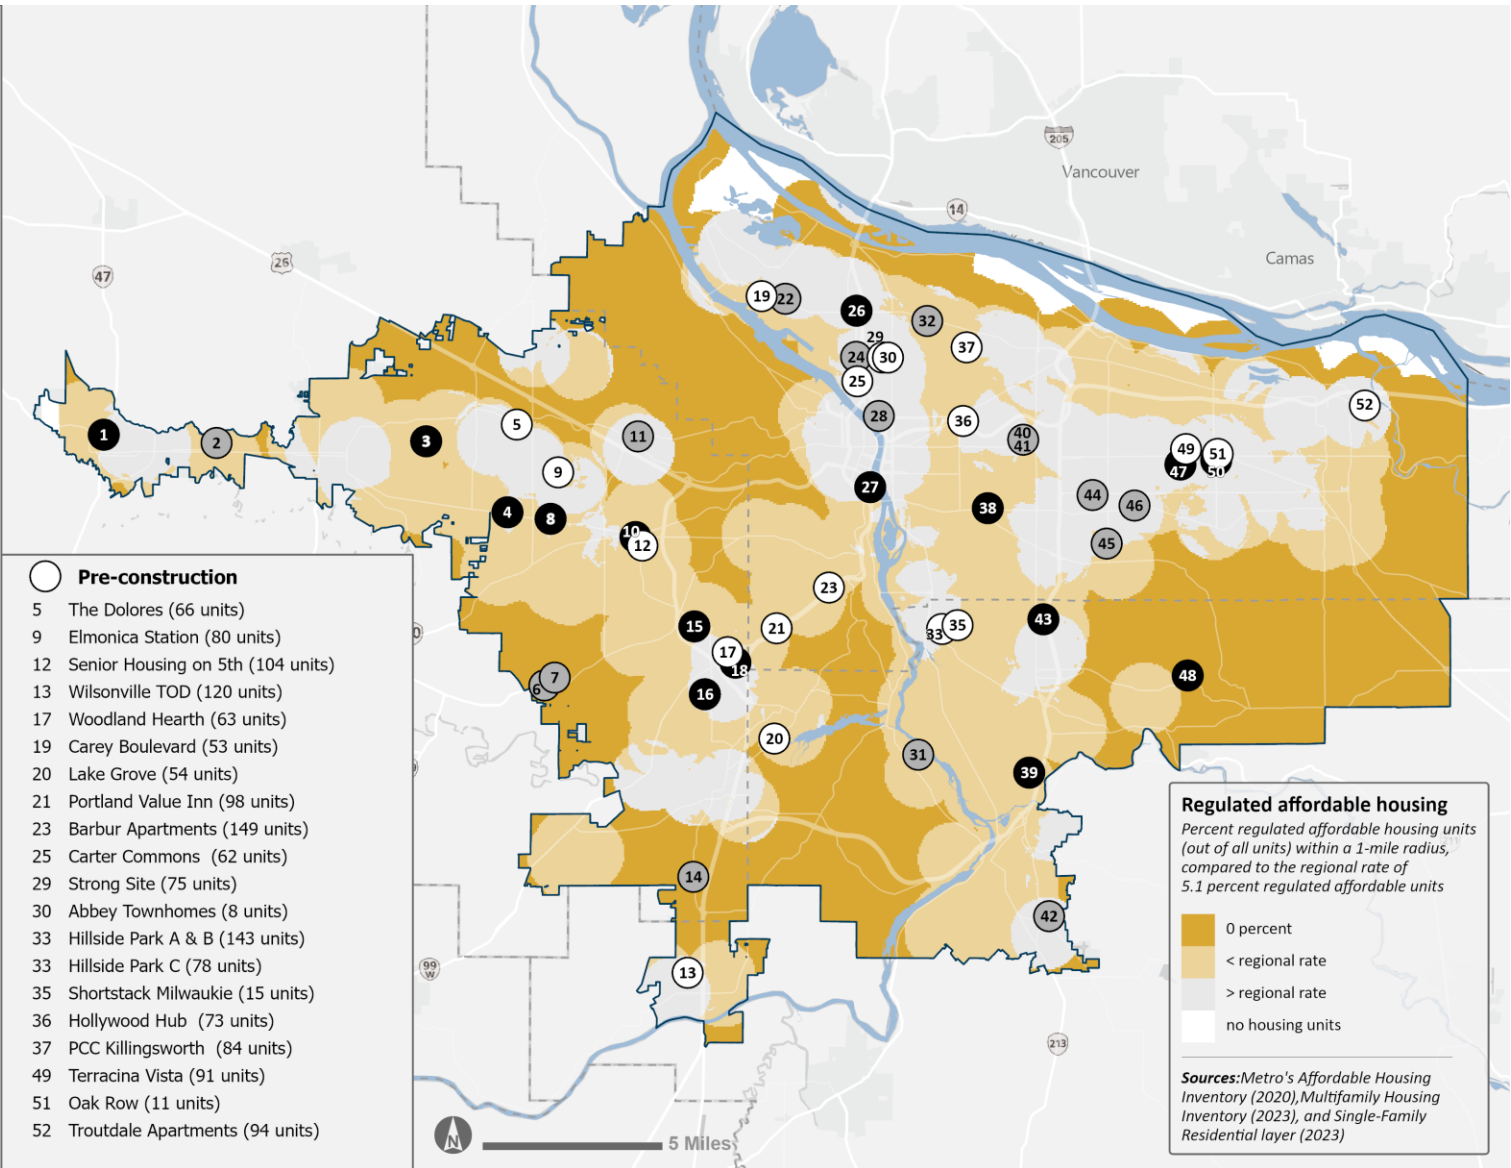 205
Vancouver
14
Camas
47
26
19
22
26
32
29
37
24
30
25
52
28
36
5
11
40
41
1
2
3
49
51
47
50
9
27
44
46
38
4
8
10
12
45
23
15
21
33
35
43
17
18
48
7
6
16
20
31
39
14
42
13
99
W
213
Pre-construction
5 The Dolores (66 units)
9 Elmonica Station (80 units)
12 Senior Housing on 5th (104 units)
13 Wilsonville TOD (120 units)
17 Woodland Hearth (63 units)
19 Carey Boulevard (53 units)
20 Lake Grove (54 units)
21 Portland Value Inn (98 units)
23 Barbur Apartments (149 units)
25 Carter Commons (62 units)
29 Strong Site (75 units)
30 Abbey Townhomes (8 units)
33 Hillside Park A & B (143 units)
33 Hillside Park C (78 units)
35 Shortstack Milwaukie (15 units)
36 Hollywood Hub (73 units)
37 PCC Killingsworth (84 units)
49 Terracina Vista (91 units)
51 Oak Row (11 units)
52 Troutdale Apartments (94 units)
N
5 Miles
Regulated affordable housing
Percent regulated affordable housing units
(out of all units) within a 1-mile radius,
compared to the regional rate of
5.1 percent regulated affordable units
0 percent
< regional rate
> regional rate
no housing units
Sources:Metro's Affordable Housing
Inventory (2020),Multifamily Housing
Inventory (2023), and Single-Family
Residential layer (2023)